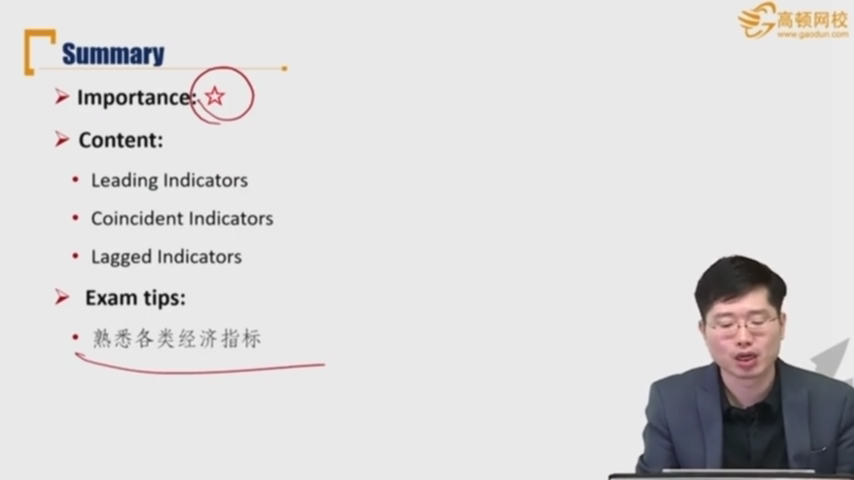 高顿网校
www.gaodun.com
Summary
Importance: ☆
Content:
Leading Indicators
Coincident Indicators
Lagged Indicators
Exam tips:
熟悉各类经济指标